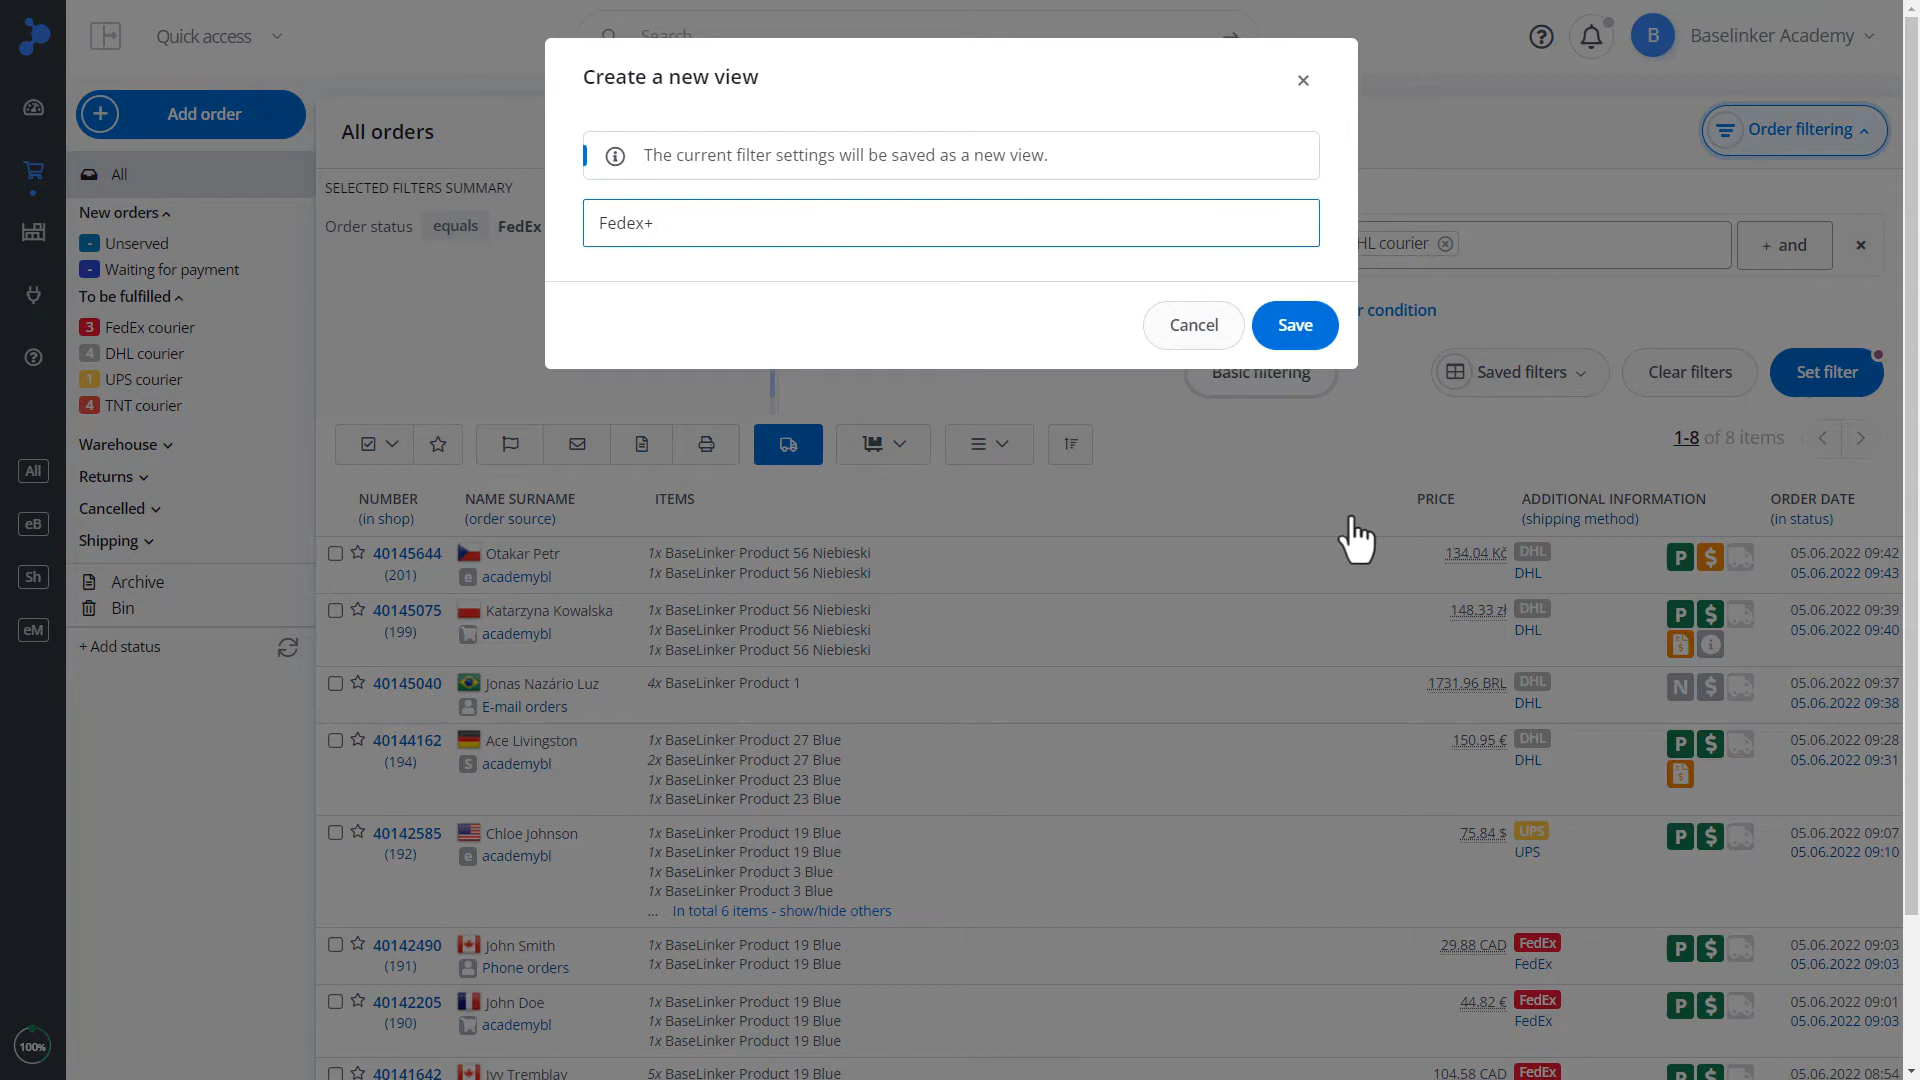 Quick access
Search
B
Baselinker Academy
Create a new view
The current filter settings will be saved as a new view.
Fedex+
Cancel
Save
Add order
All
New orders
- Unserved
- Waiting for payment
To be fulfilled
3 FedEx courier
4 DHL courier
1 UPS courier
4 TNT courier
Warehouse
Returns
Cancelled
Shipping
Archive
Bin
+ Add status
All
eB
Sh
eM
100%
All orders
Order filtering
SELECTED FILTERS SUMMARY
Order status equals FedEx
HL courier
+ and
r condition
Basic filtering
Saved filters
Clear filters
Set filter
1-8 of 8 items
NUMBER
(in shop)
NAME SURNAME
(order source)
ITEMS
PRICE
ADDITIONAL INFORMATION
(shipping method)
ORDER DATE
(in status)
40145644
(201)
Otakar Petr
e academybl
1x BaseLinker Product 56 Niebieski
1x BaseLinker Product 56 Niebieski
134.04 Kč
DHL
DHL
P $
05.06.2022 09:42
05.06.2022 09:43
40145075
(199)
Katarzyna Kowalska
academybl
1x BaseLinker Product 56 Niebieski
1x BaseLinker Product 56 Niebieski
1x BaseLinker Product 56 Niebieski
148.33 zł
DHL
DHL
P $
05.06.2022 09:39
05.06.2022 09:40
40145040
Jonas Nazário Luz
E-mail orders
4x BaseLinker Product 1
1731.96 BRL
DHL
DHL
N $
05.06.2022 09:37
05.06.2022 09:38
40144162
(194)
Ace Livingston
S academybl
1x BaseLinker Product 27 Blue
2x BaseLinker Product 27 Blue
1x BaseLinker Product 23 Blue
1x BaseLinker Product 23 Blue
150.95 €
DHL
DHL
P $
05.06.2022 09:28
05.06.2022 09:31
40142585
(192)
Chloe Johnson
e academybl
1x BaseLinker Product 19 Blue
1x BaseLinker Product 19 Blue
1x BaseLinker Product 3 Blue
1x BaseLinker Product 3 Blue
... In total 6 items - show/hide others
75.84 $
UPS
UPS
P $
05.06.2022 09:07
05.06.2022 09:10
40142490
(191)
John Smith
Phone orders
1x BaseLinker Product 19 Blue
1x BaseLinker Product 19 Blue
29.88 CAD
FedEx
FedEx
P $
05.06.2022 09:03
05.06.2022 09:03
40142205
(190)
John Doe
academybl
1x BaseLinker Product 19 Blue
1x BaseLinker Product 19 Blue
1x BaseLinker Product 19 Blue
44.82 €
FedEx
FedEx
P $
05.06.2022 09:01
05.06.2022 09:03
40141642
Ivy Tremblay
5x BaseLinker Product 19 Blue
104.58 CAD
FedEx
P $
05.06.2022 08:54